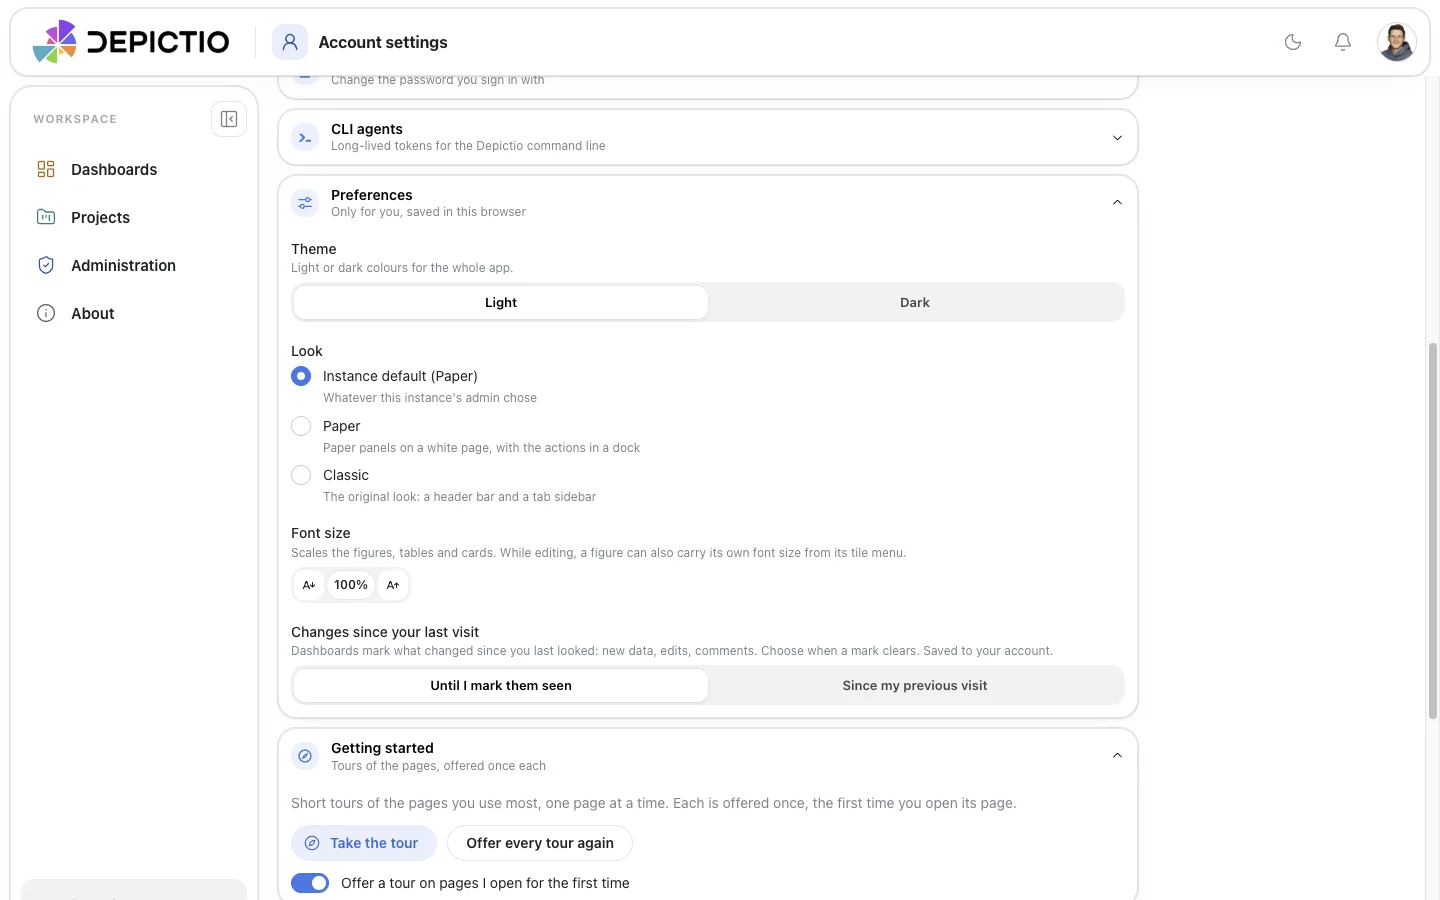 DEPICTIO
Account settings
WORKSPACE
Dashboards
Projects
Administration
About
Change the password you sign in with
CLI agents
Long-lived tokens for the Depictio command line
Preferences
Only for you, saved in this browser
Theme
Light or dark colours for the whole app.
Light
Dark
Look
Instance default (Paper)
Whatever this instance's admin chose
Paper
Paper panels on a white page, with the actions in a dock
Classic
The original look: a header bar and a tab sidebar
Font size
Scales the figures, tables and cards. While editing, a figure can also carry its own font size from its tile menu.
A↓ 100% A↑
Changes since your last visit
Dashboards mark what changed since you last looked: new data, edits, comments. Choose when a mark clears. Saved to your account.
Until I mark them seen
Since my previous visit
Getting started
Tours of the pages, offered once each
Short tours of the pages you use most, one page at a time. Each is offered once, the first time you open its page.
Take the tour
Offer every tour again
Offer a tour on pages I open for the first time